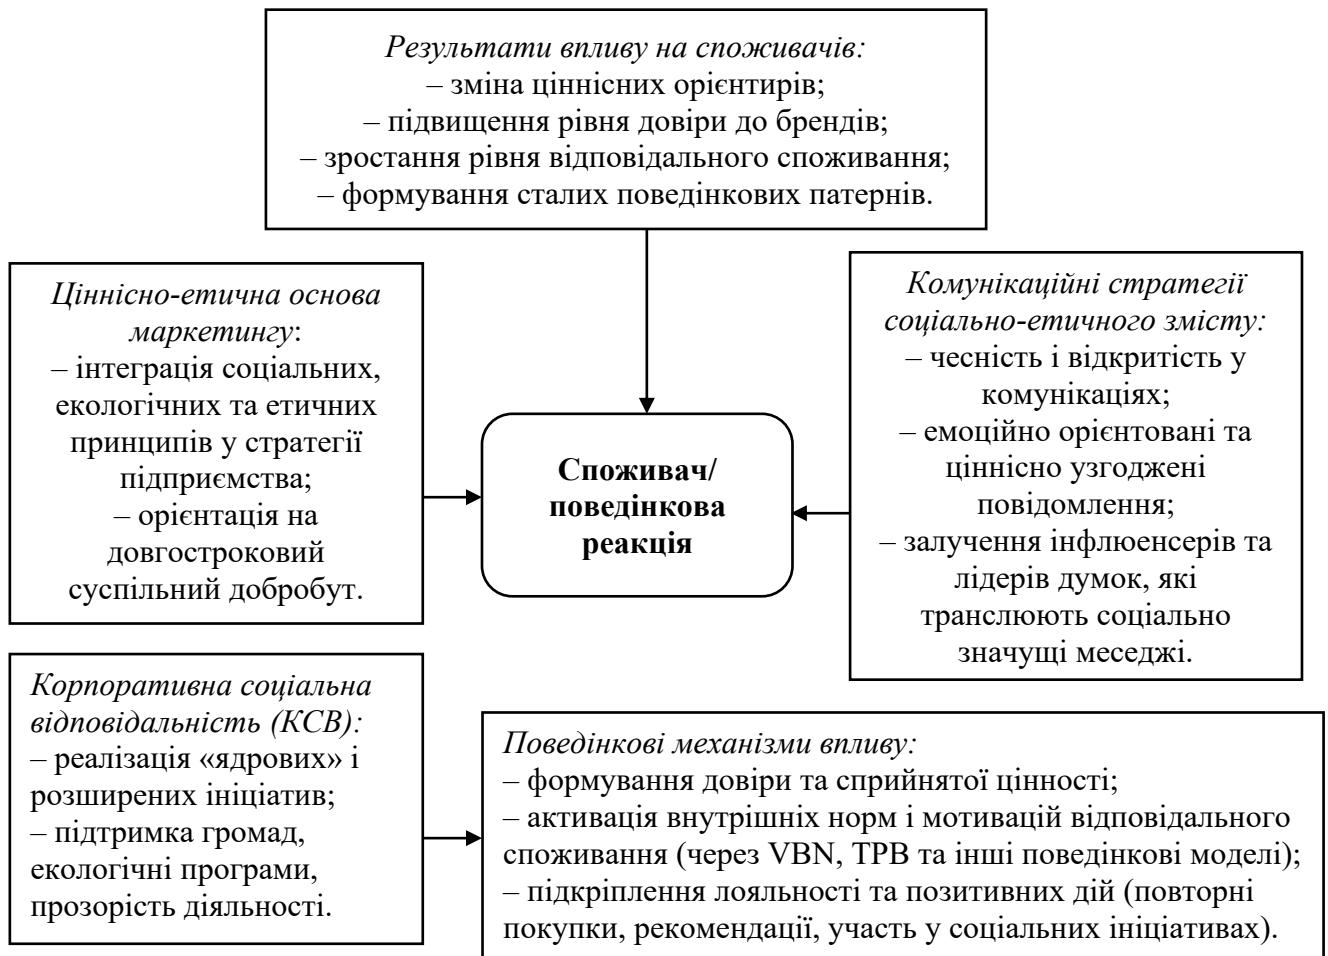 Результати впливу на споживачів:
– зміна ціннісних орієнтирів;
– підвищення рівня довіри до брендів;
– зростання рівня відповідального споживання;
– формування сталих поведінкових патернів.
Ціннісно-етична основа
маркетингу:
– інтеграція соціальних,
екологічних та етичних
принципів у стратегії
підприємства;
– орієнтація на
довгостроковий
суспільний добробут.
Споживач/
поведінкова
реакція
Комунікаційні стратегії
соціально-етичного змісту:
– чесність і відкритість у
комунікаціях;
– емоційно орієнтовані та
ціннісно узгоджені
повідомлення;
– залучення інфлюенсерів та
лідерів думок, які
транслюють соціально
значущі меседжі.
Корпоративна соціальна
відповідальність (КСВ):
– реалізація «ядрових» і
розширених ініціатив;
– підтримка громад,
екологічні програми,
прозорість діяльності.
Поведінкові механізми впливу:
– формування довіри та сприйнятої цінності;
– активація внутрішніх норм і мотивацій відповідального
споживання (через VBN, TPB та інші поведінкові моделі);
– підкріплення лояльності та позитивних дій (повторні
покупки, рекомендації, участь у соціальних ініціативах).